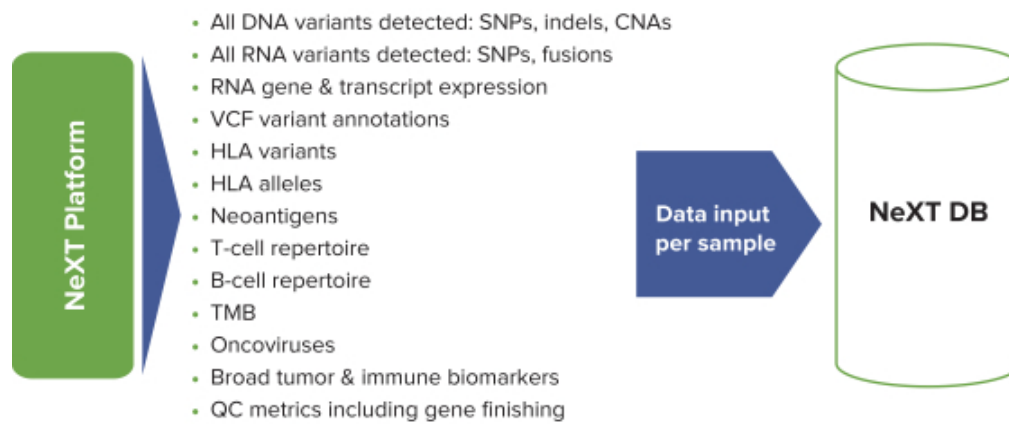 NeXT Platform
• All DNA variants detected: SNPs, indels, CNAs
• All RNA variants detected: SNPs, fusions
• RNA gene & transcript expression
• VCF variant annotations
• HLA variants
• HLA alleles
• Neoantigens
• T-cell repertoire
• B-cell repertoire
• TMB
• Oncoviruses
• Broad tumor & immune biomarkers
• QC metrics including gene finishing
Data input
per sample
NeXT DB